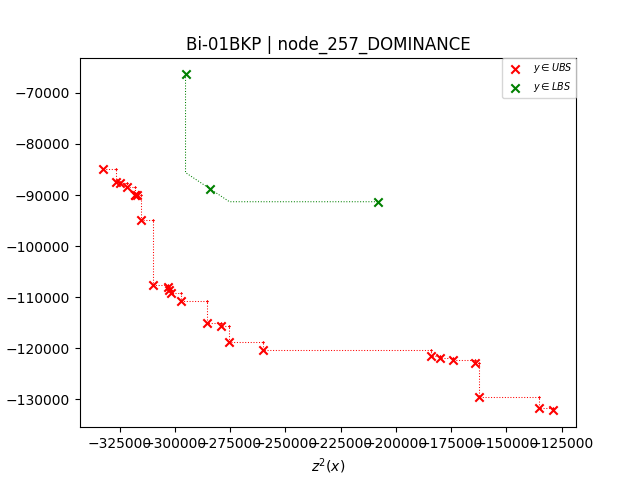 Bi-01BKP | node_257_DOMINANCE
y ∈ UBS
y ∈ LBS
−70000
−80000
−90000
−100000
−110000
−120000
−130000
−325000 −300000 −275000 −250000 −225000 −200000 −175000 −150000 −125000
z²(x)